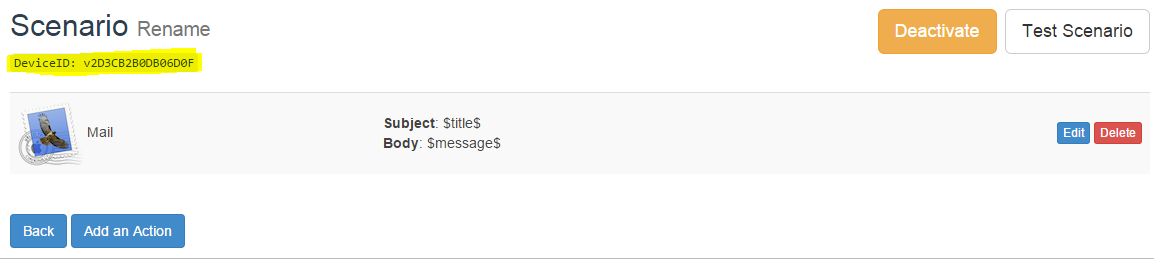 Scenario Rename
Deactivate
Test Scenario
DeviceID: v2D3CB2B0DB06D0F
Mail
Subject: $title$
Body: $message$
Edit
Delete
Back
Add an Action